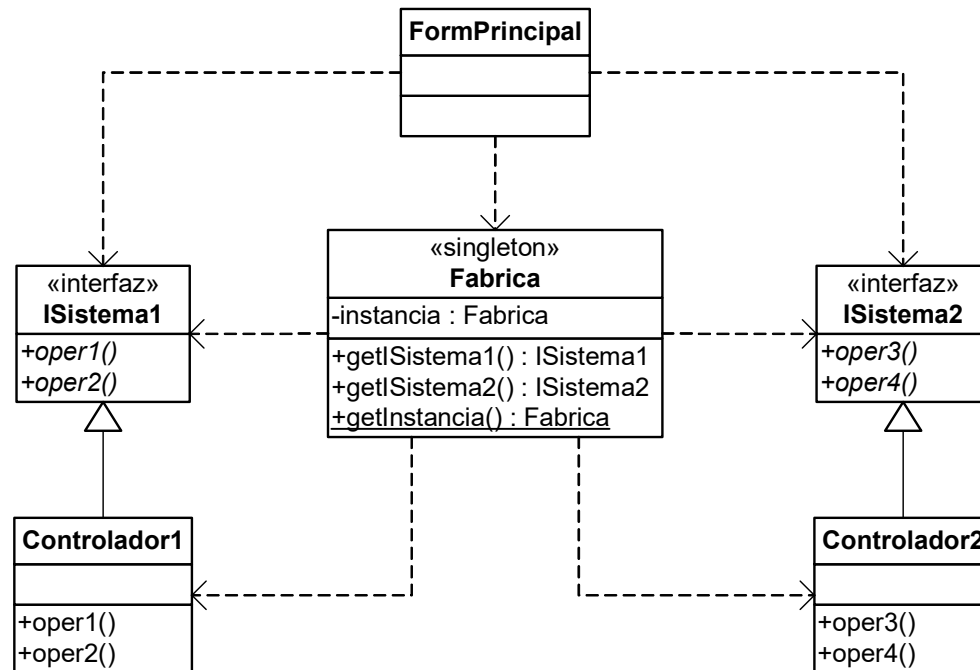 FormPrincipal
«singleton»
Fabrica
-instancia : Fabrica
+getISistema1() : ISistema1
+getISistema2() : ISistema2
+getInstancia() : Fabrica
«interfaz»
ISistema1
+oper1()
+oper2()
«interfaz»
ISistema2
+oper3()
+oper4()
Controlador1
+oper1()
+oper2()
Controlador2
+oper3()
+oper4()